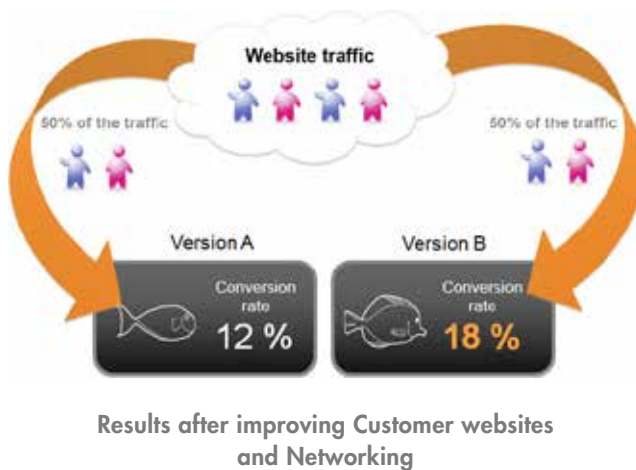 Website traffic
50% of the traffic
50% of the traffic
Version A
Version B
Conversion
rate
12 %
Conversion
rate
18 %
Results after improving Customer websites
and Networking